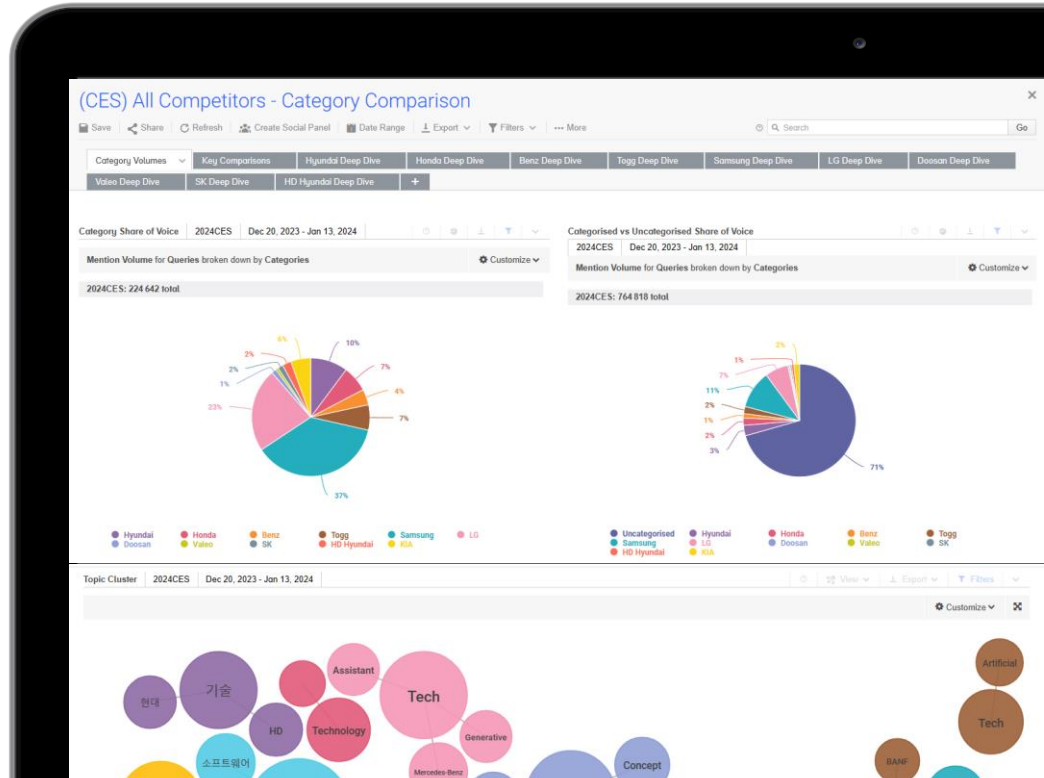 (CES) All Competitors - Category Comparison
Save Share Refresh Create Social Panel Date Range Export Filters ••• More Search Go
Category Volumes Key Comparisons Hyundai Deep Dive Honda Deep Dive Benz Deep Dive Togg Deep Dive Samsung Deep Dive LG Deep Dive Doosan Deep Dive
Valeo Deep Dive SK Deep Dive HD Hyundai Deep Dive +
Category Share of Voice 2024CES Dec 20, 2023 - Jan 13, 2024
Mention Volume for Queries broken down by Categories Customize
2024CES: 224 642 total
6%
10%
2%
7%
2%
4%
1%
23%
7%
37%
Hyundai Honda Benz Togg Samsung LG
Doosan Valeo SK HD Hyundai KIA
Categorised vs Uncategorised Share of Voice
2024CES Dec 20, 2023 - Jan 13, 2024
Mention Volume for Queries broken down by Categories Customize
2024CES: 764 818 total
2%
1%
7%
11%
2%
1%
2%
3%
71%
Uncategorised Hyundai Honda Benz Togg
Samsung LG Doosan Valeo SK
HD Hyundai KIA
Topic Cluster 2024CES Dec 20, 2023 - Jan 13, 2024 View Export Filters
Customize
Assistant
Artificial
기술
Tech
현대
Tech
HD
Technology
Generative
소프트웨어
BANF
Concept
Mercedes-Benz